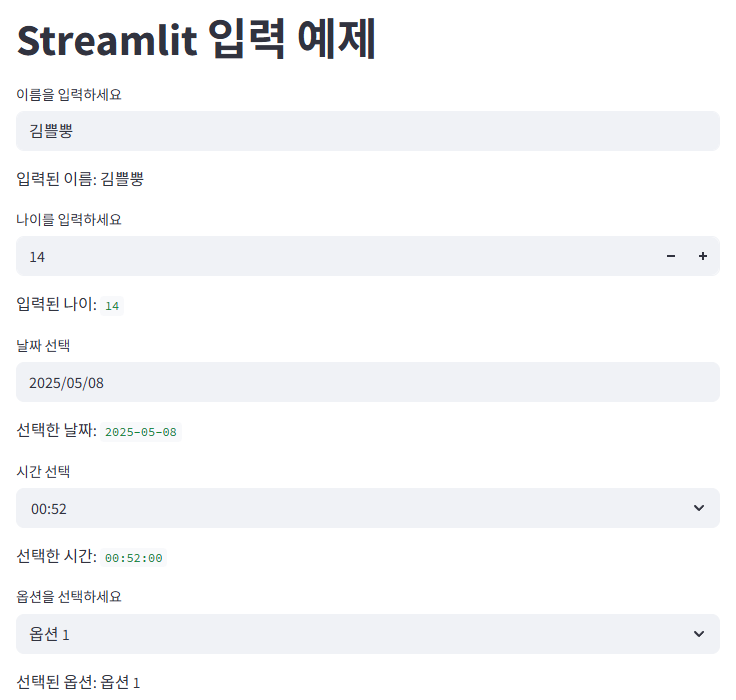 Streamlit 입력 예제
이름을 입력하세요
김쁠뿡
입력된 이름: 김쁠뿡
나이를 입력하세요
14
입력된 나이: 14
날짜 선택
2025/05/08
선택한 날짜: 2025-05-08
시간 선택
00:52
선택한 시간: 00:52:00
옵션을 선택하세요
옵션 1
선택된 옵션: 옵션 1